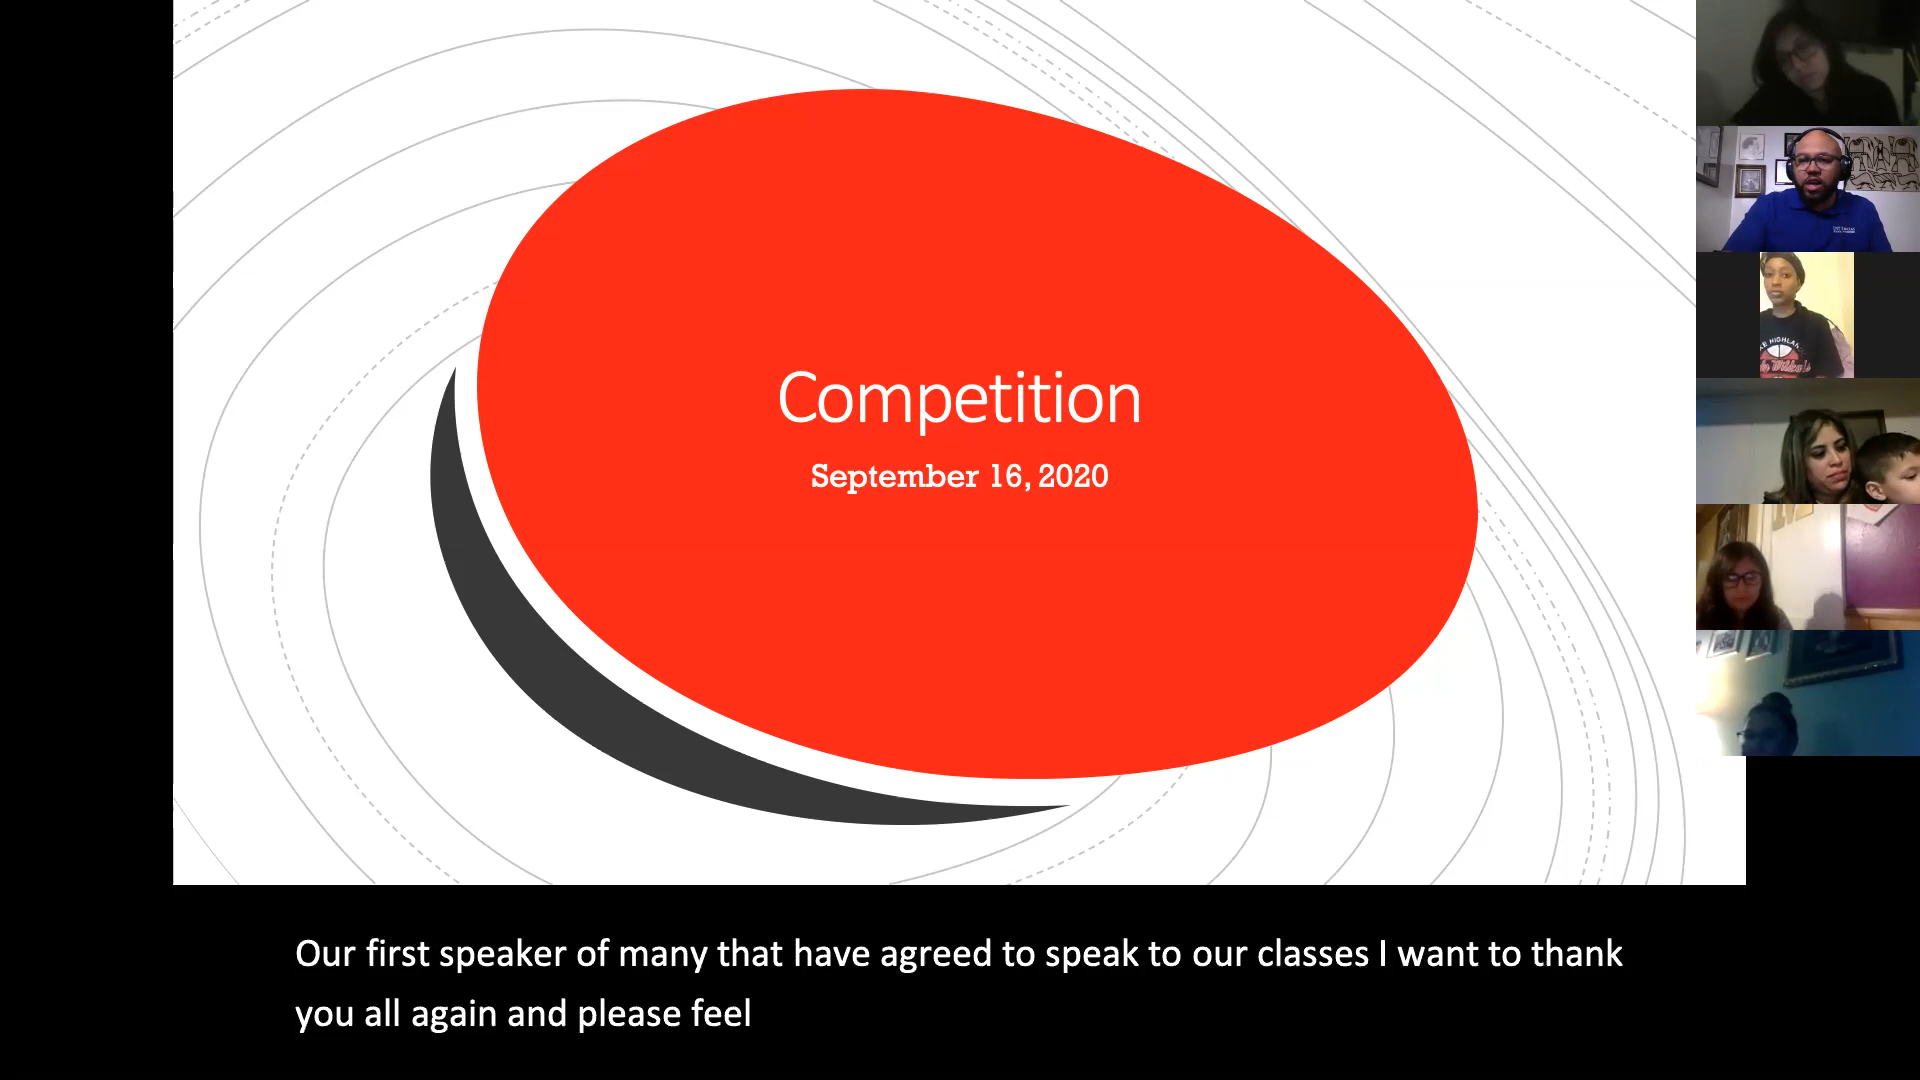 Competition
September 16, 2020
Our first speaker of many that have agreed to speak to our classes I want to thank
you all again and please feel